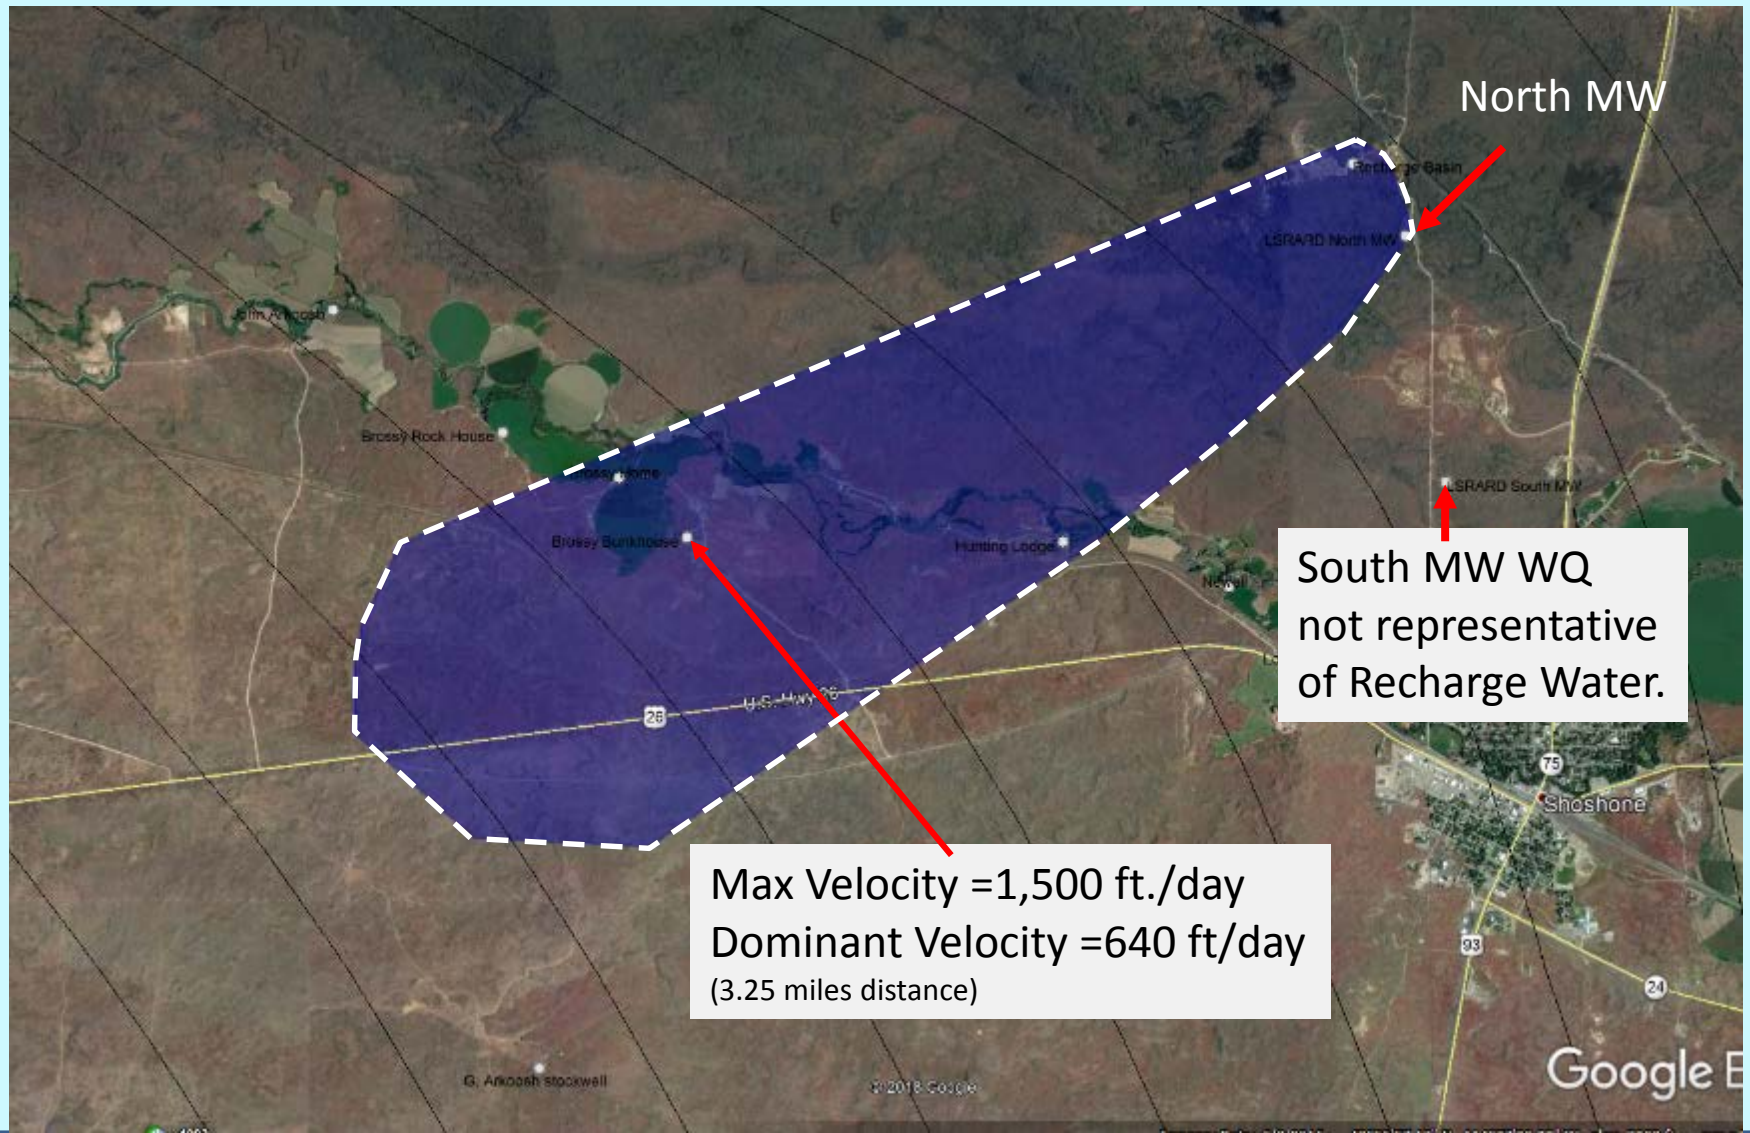 North MW
Recharge Basin
LSRARD North MW
John Arkoosh
Brossy Rock House
Brossy Home
LSRARD South MW
Brossy Bunkhouse
Hunting Lodge
South MW WQ
not representative
of Recharge Water.
U.S. Hwy 26
26
75
Shoshone
Max Velocity =1,500 ft./day
Dominant Velocity =640 ft/day
(3.25 miles distance)
93
24
G. Arkoosh stockwell
© 2018 Google
Google E